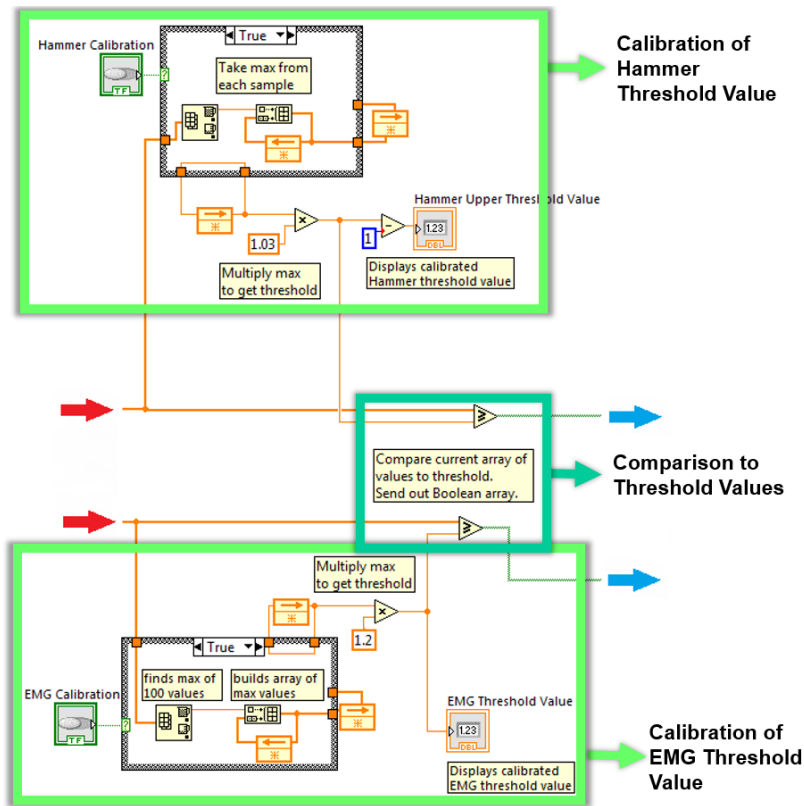 Hammer Calibration
TF
?
True
Take max from
each sample
1.03
Multiply max
to get threshold
1
Hammer Upper Threshold Value
1.23
DBL
Displays calibrated
Hammer threshold value
Calibration of
Hammer
Threshold Value
Compare current array of
values to threshold.
Send out Boolean array.
Comparison to
Threshold Values
Multiply max
to get threshold
1.2
True
finds max of
100 values
builds array of
max values
EMG Calibration
TF
?
EMG Threshold Value
1.23
DBL
Displays calibrated
EMG threshold value
Calibration of
EMG Threshold
Value